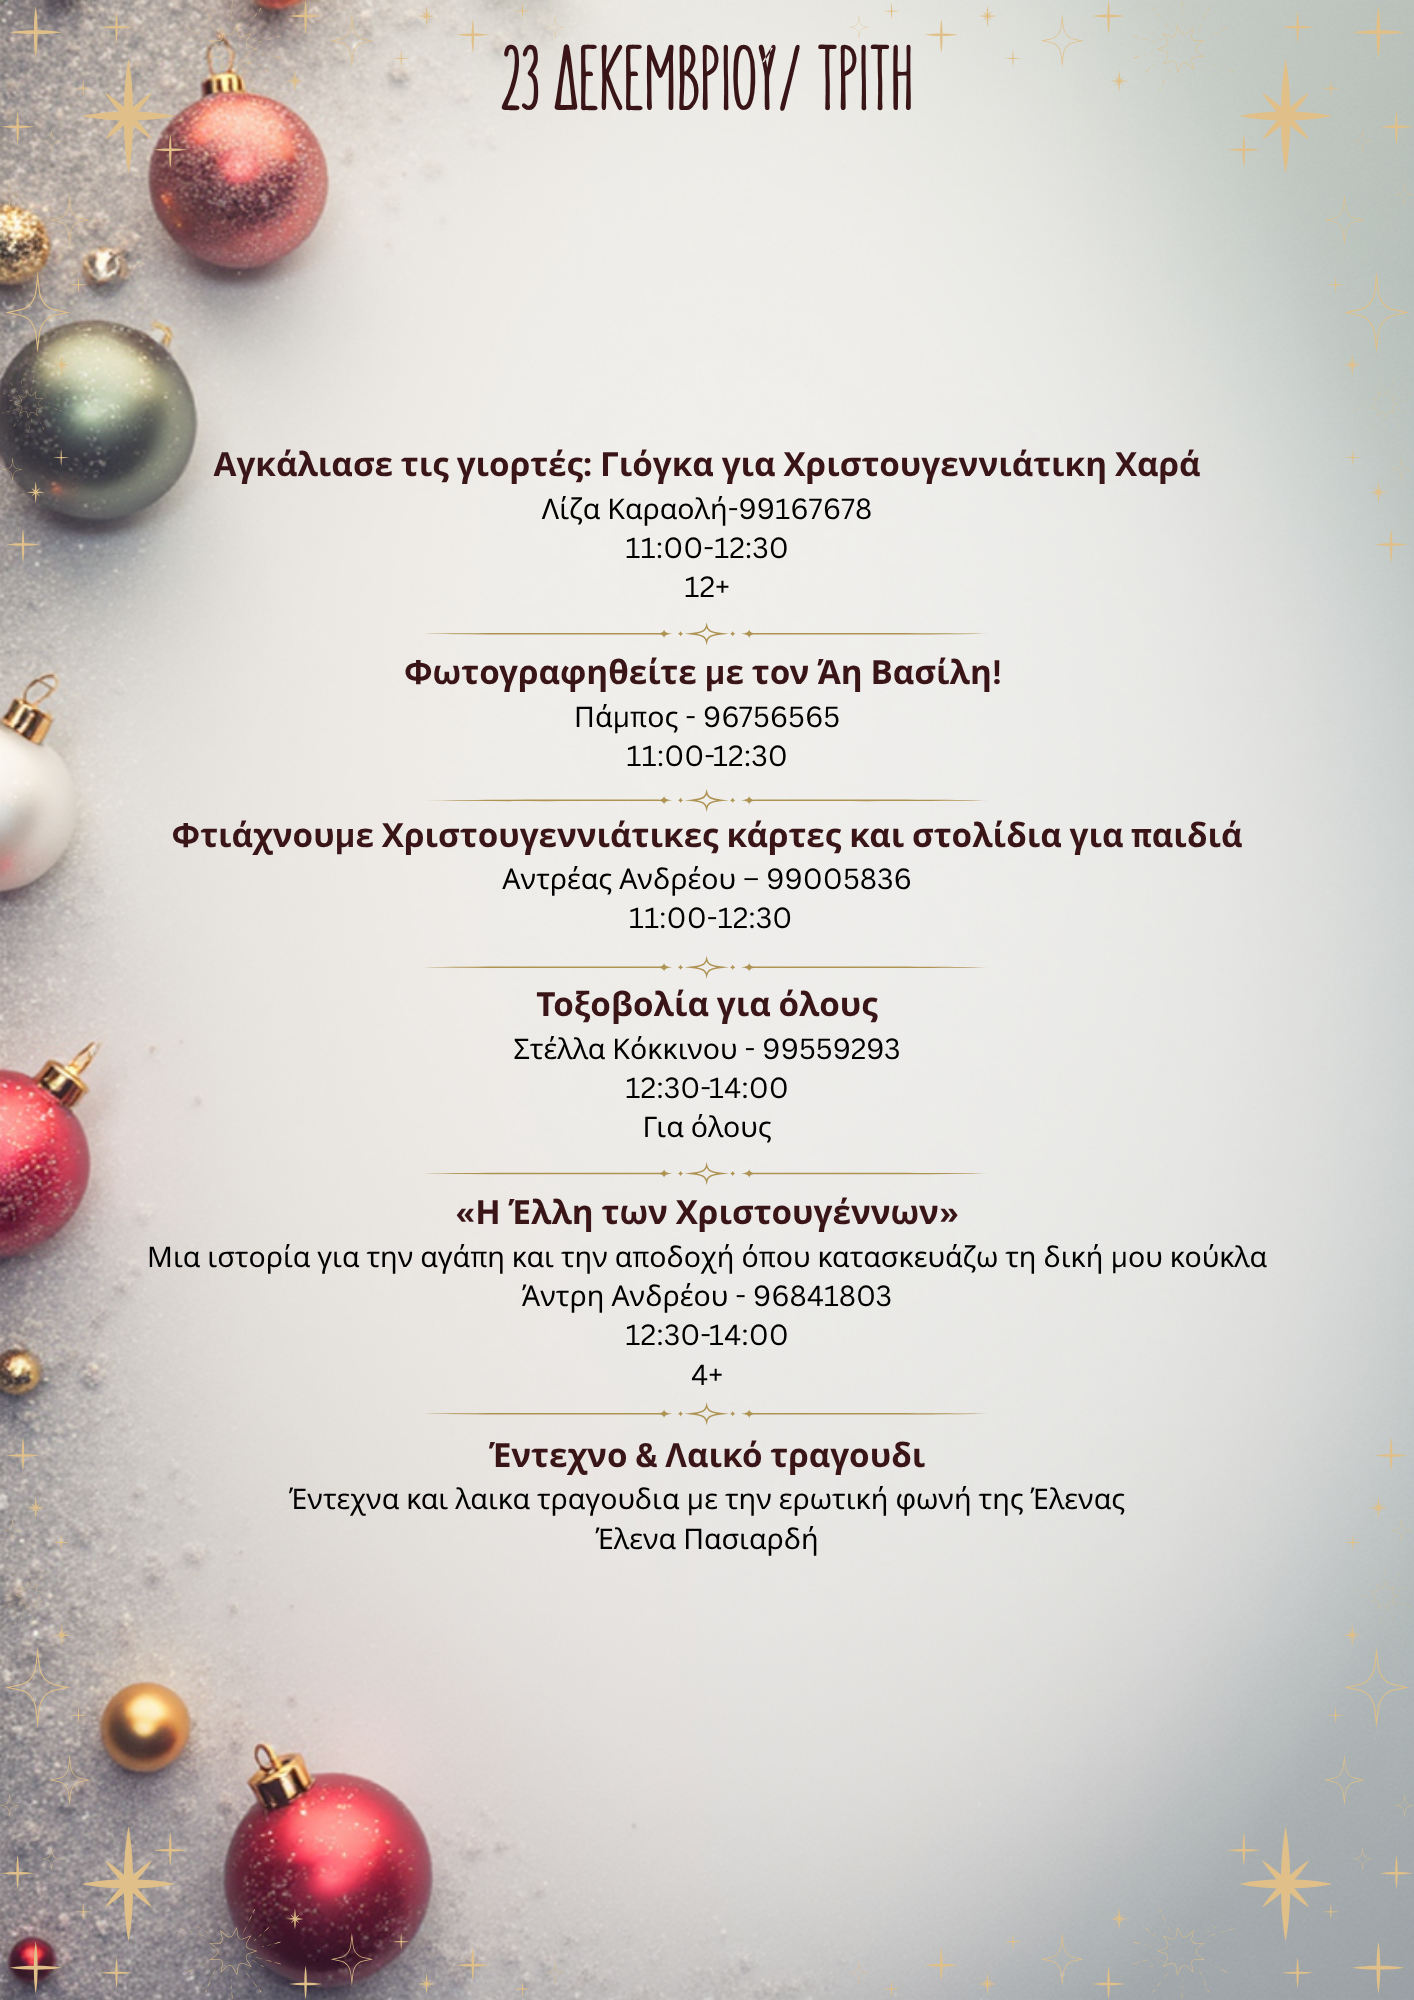 23 ΔΕΚΕΜΒΡΙΟΥ/ ΤΡΙΤΗ
Αγκάλιασε τις γιορτές: Γιόγκα για Χριστουγεννιάτικη Χαρά
Λίζα Καραολή-99167678
11:00-12:30
12+
Φωτογραφηθείτε με τον Άη Βασίλη!
Πάμπος - 96756565
11:00-12:30
Φτιάχνουμε Χριστουγεννιάτικες κάρτες και στολίδια για παιδιά
Αντρέας Ανδρέου – 99005836
11:00-12:30
Τοξοβολία για όλους
Στέλλα Κόκκινου - 99559293
12:30-14:00
Για όλους
«Η Έλλη των Χριστουγέννων»
Μια ιστορία για την αγάπη και την αποδοχή όπου κατασκευάζω τη δική μου κούκλα
Άντρη Ανδρέου - 96841803
12:30-14:00
4+
Έντεχνο & Λαικό τραγουδι
Έντεχνα και λαικα τραγουδια με την ερωτική φωνή της Έλενας
Έλενα Πασιαρδή